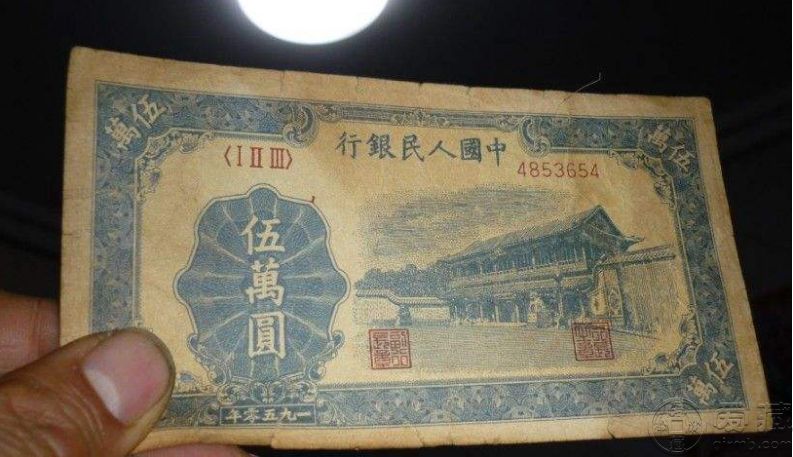 伍萬
伍萬
行銀民人國中
〈I II III〉
4853654
伍萬圓
伍萬
年零五九一